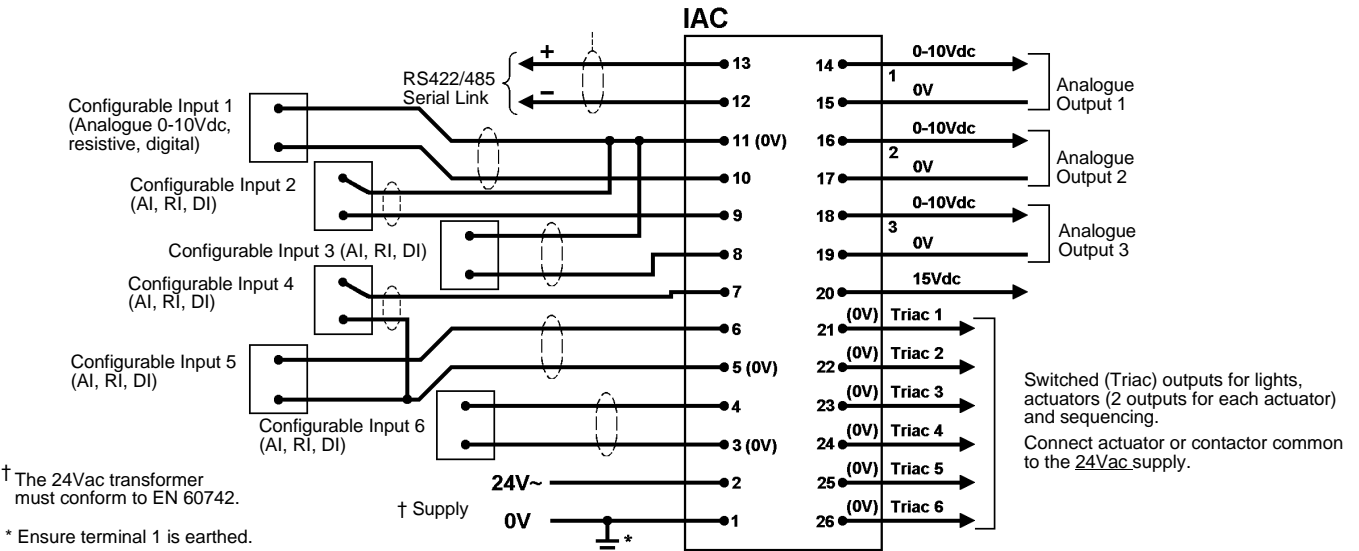 IAC
RS422/485
Serial Link
+
–
Configurable Input 1
(Analogue 0-10Vdc,
resistive, digital)
Configurable Input 2
(AI, RI, DI)
Configurable Input 3 (AI, RI, DI)
Configurable Input 4
(AI, RI, DI)
Configurable Input 5
(AI, RI, DI)
Configurable Input 6
(AI, RI, DI)
† The 24Vac transformer
must conform to EN 60742.
* Ensure terminal 1 is earthed.
24V~
† Supply
0V
*
13
12
11 (0V)
10
9
8
7
6
5 (0V)
4
3 (0V)
2
1
14 0-10Vdc
1
15 0V
Analogue
Output 1
16 0-10Vdc
2
17 0V
Analogue
Output 2
18 0-10Vdc
3
19 0V
Analogue
Output 3
20 15Vdc
21 (0V) Triac 1
22 (0V) Triac 2
23 (0V) Triac 3
24 (0V) Triac 4
25 (0V) Triac 5
26 (0V) Triac 6
Switched (Triac) outputs for lights,
actuators (2 outputs for each actuator)
and sequencing.
Connect actuator or contactor common
to the 24Vac supply.